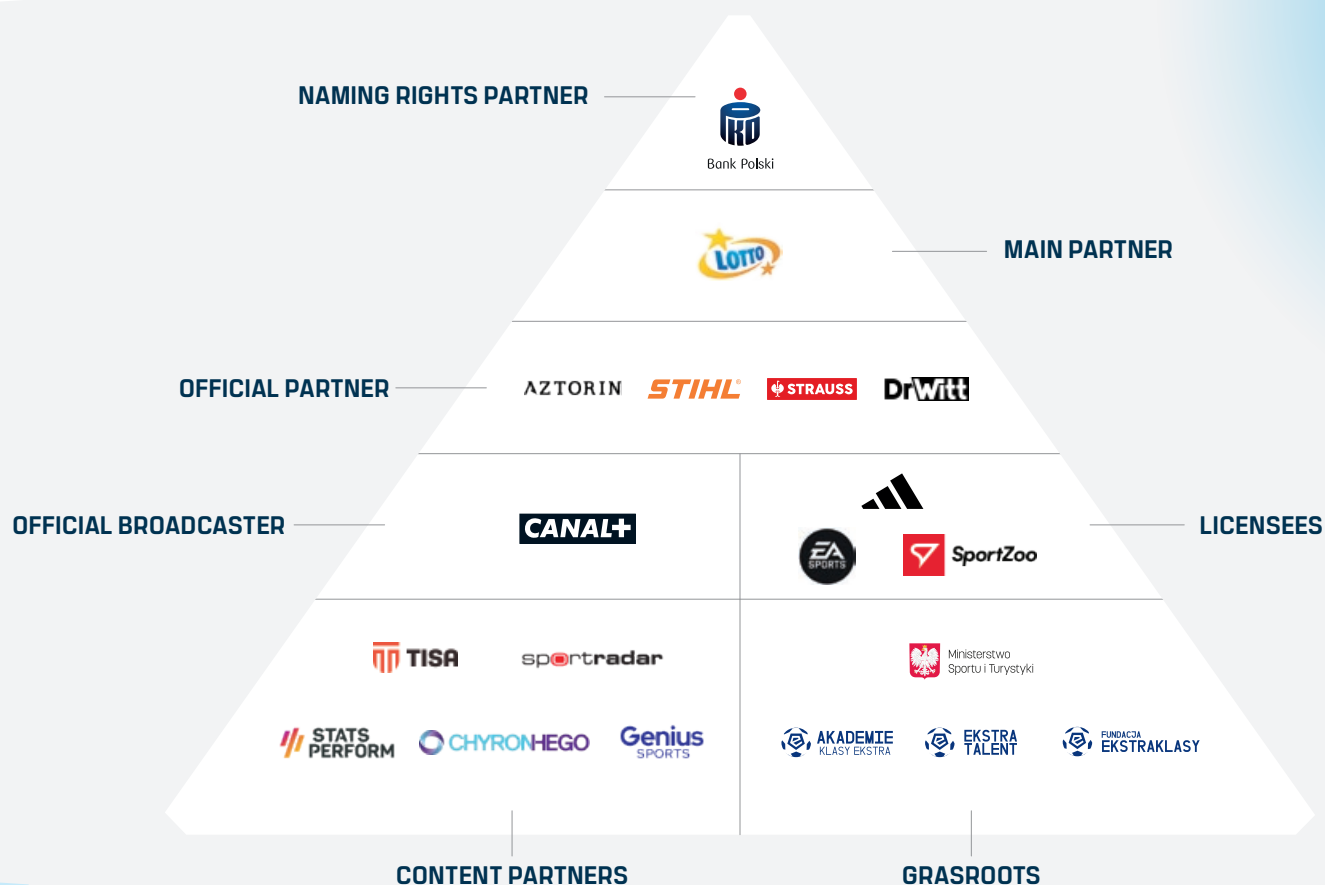 NAMING RIGHTS PARTNER
PKO
Bank Polski
LOTTO
MAIN PARTNER
OFFICIAL PARTNER
AZTORIN
STIHL®
STRAUSS
DrWitt
OFFICIAL BROADCASTER
CANAL+
EA
SPORTS
SportZoo
LICENSEES
TISA
sportradar
Ministerstwo
Sportu i Turystyki
STATS
PERFORM
CHYRONHEGO
Genius
SPORTS
AKADEMIE
KLASY EKSTRA
EKSTRA
TALENT
FUNDACJA
EKSTRAKLASY
CONTENT PARTNERS
GRASROOTS